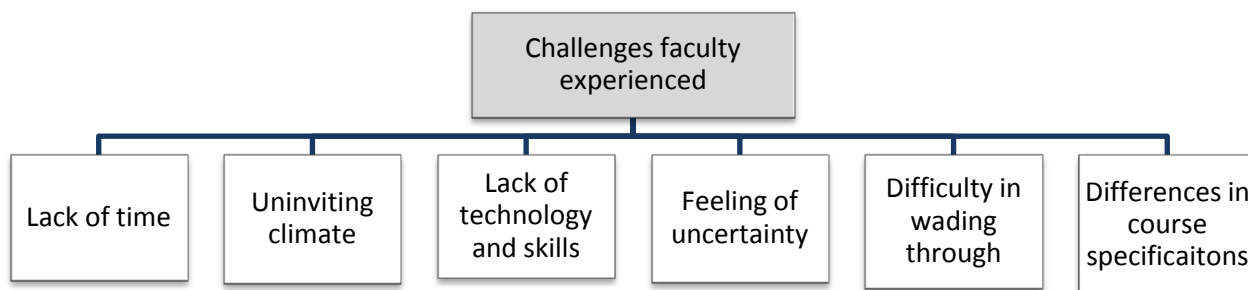 Challenges faculty
experienced
Lack of time
Uninviting
climate
Lack of
technology
and skills
Feeling of
uncertainty
Difficulty in
wading
through
Differences in
course
specificaitons